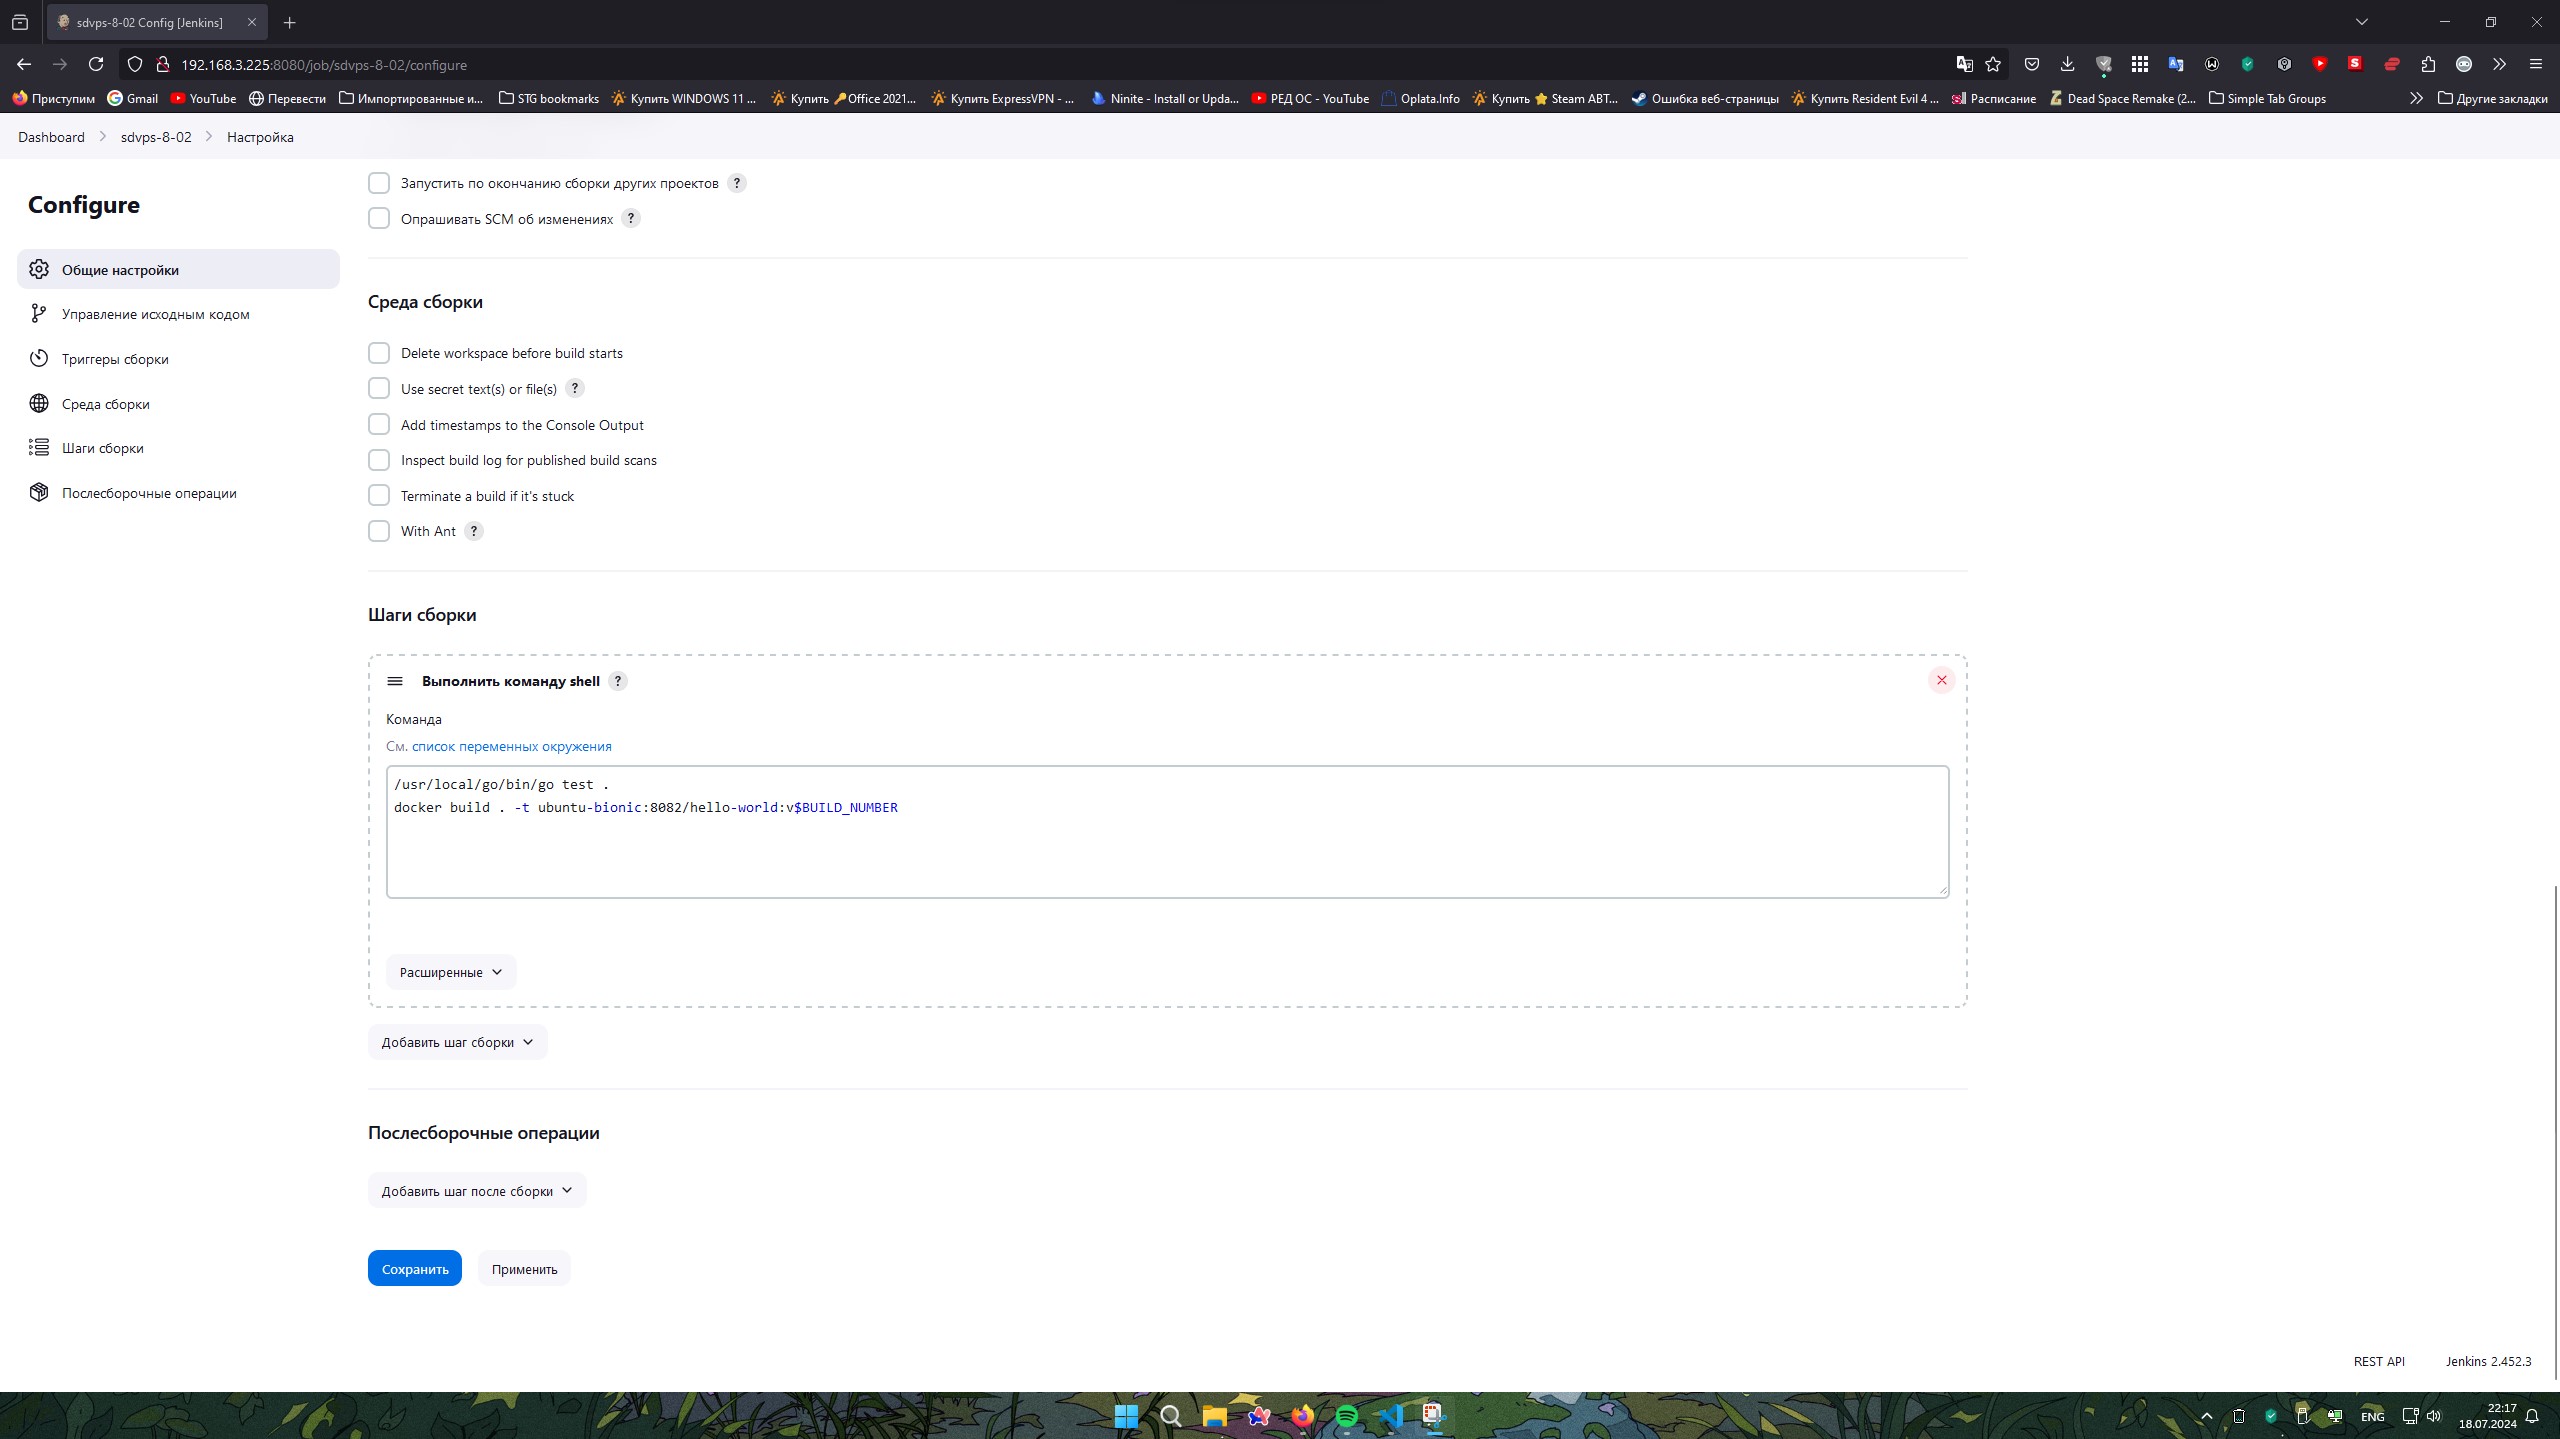 sdvps-8-02 Config [Jenkins]
192.168.3.225:8080/job/sdvps-8-02/configure
Приступим
Gmail
YouTube
Перевести
Импортированные и...
STG bookmarks
Купить WINDOWS 11 ...
Купить 🔑Office 2021...
Купить ExpressVPN - ...
Ninite - Install or Upda...
РЕД ОС - YouTube
Oplata.Info
Купить ⭐ Steam АВТ...
Ошибка веб-страницы
Купить Resident Evil 4 ...
Расписание
Dead Space Remake (2...
Simple Tab Groups
Другие закладки
Dashboard
sdvps-8-02
Настройка
Configure
Общие настройки
Управление исходным кодом
Триггеры сборки
Среда сборки
Шаги сборки
Послесборочные операции
Запустить по окончанию сборки других проектов ?
Опрашивать SCM об изменениях ?
Среда сборки
Delete workspace before build starts
Use secret text(s) or file(s) ?
Add timestamps to the Console Output
Inspect build log for published build scans
Terminate a build if it's stuck
With Ant ?
Шаги сборки
Выполнить команду shell ?
Команда
См. список переменных окружения
/usr/local/go/bin/go test .
docker build . -t ubuntu-bionic:8082/hello-world:v$BUILD_NUMBER
Расширенные
Добавить шаг сборки
Послесборочные операции
Добавить шаг после сборки
Сохранить
Применить
REST API
Jenkins 2.452.3
ENG
22:17
18.07.2024